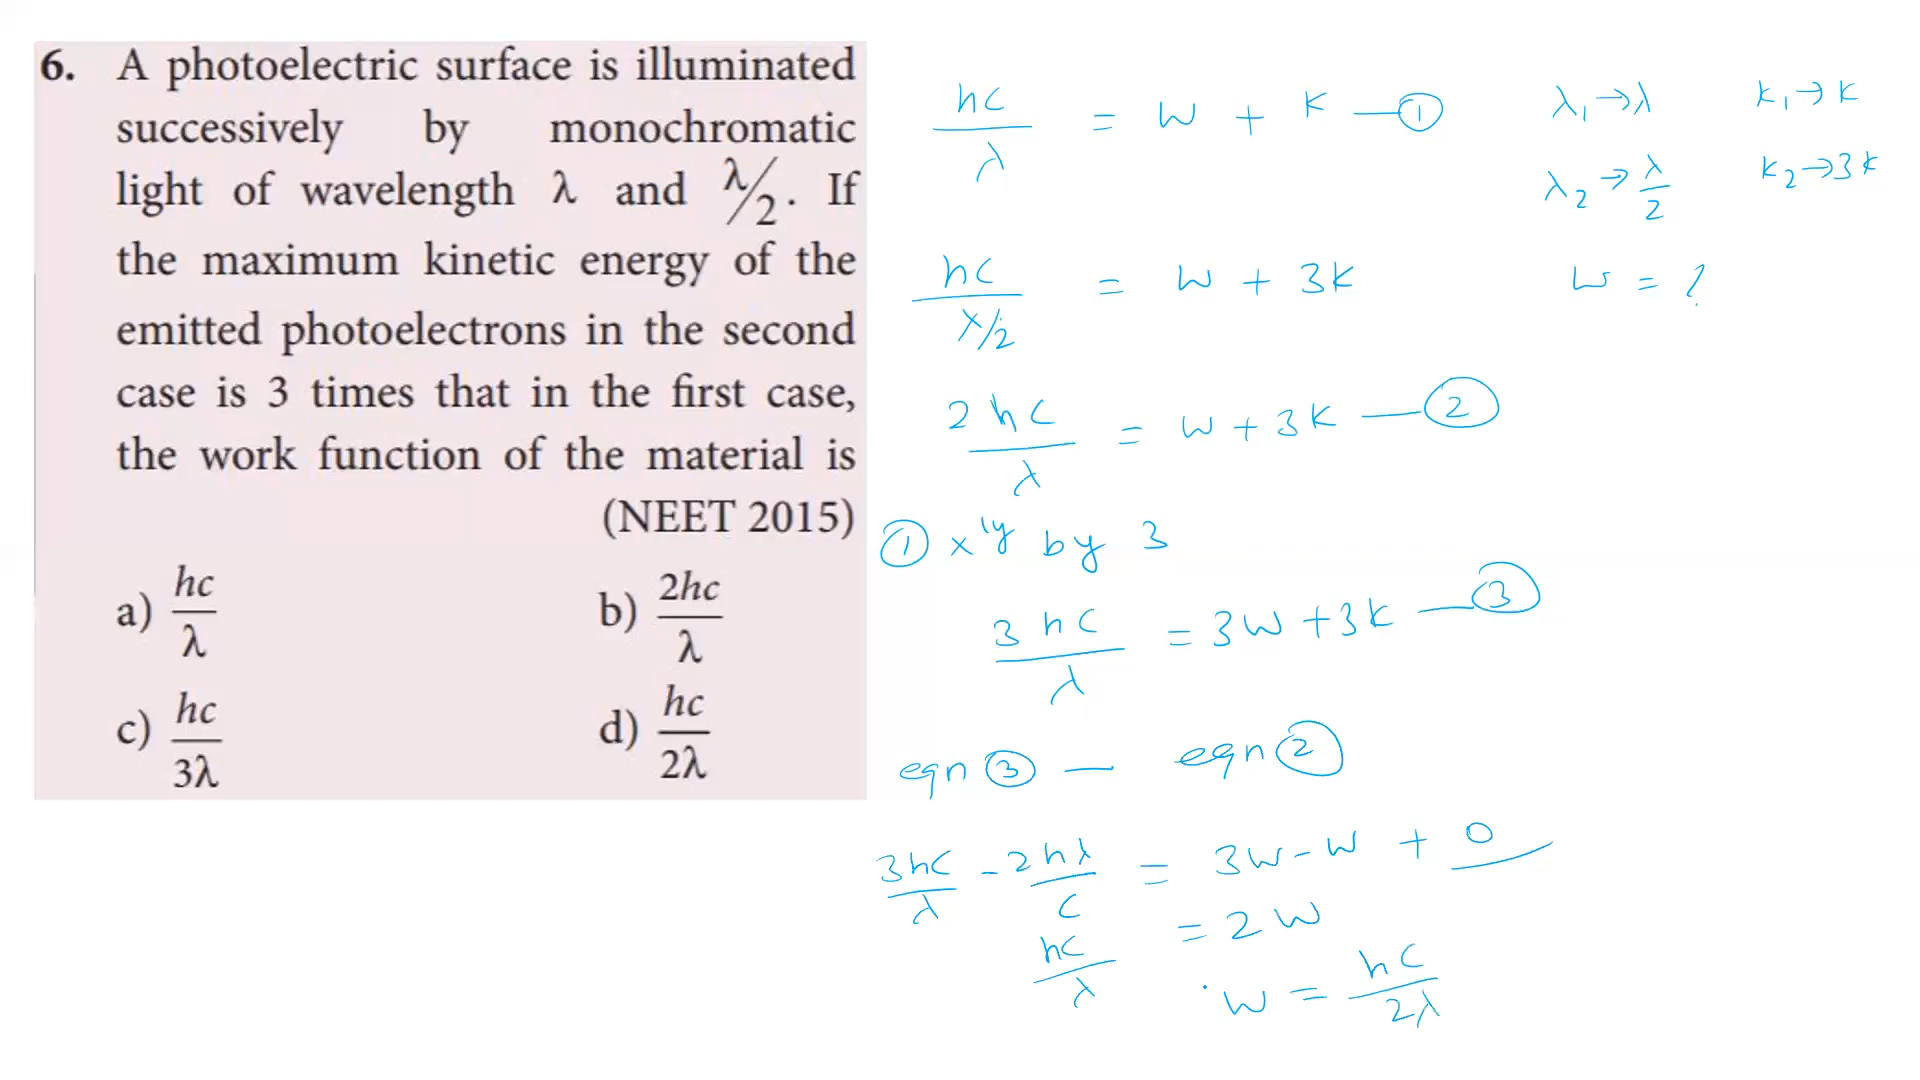 6. A photoelectric surface is illuminated
successively by monochromatic
light of wavelength λ and λ/2. If
the maximum kinetic energy of the
emitted photoelectrons in the second
case is 3 times that in the first case,
the work function of the material is
(NEET 2015)
a) hc/λ b) 2hc/λ
c) hc/3λ d) hc/2λ
hc/λ = W + K — ①
λ₁→λ K₁→K
λ₂→λ/2 K₂→3K
hc/λ/2 = W + 3K
W = ?
2hc/λ = W + 3K — ②
① x'y by 3
3hc/λ = 3W + 3K — ③
eqn ③ — eqn ②
3hc/λ - 2hλ/c = 3W - W + 0
hc/λ = 2W
W = hc/2λ